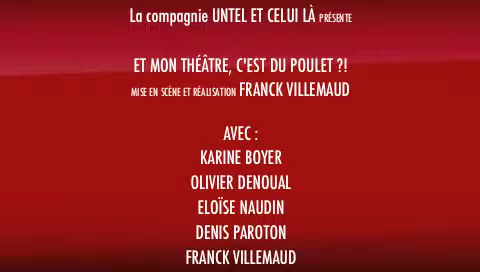 La compagnie UNTEL ET CELUI LÀ PRÉSENTE
ET MON THÉÂTRE, C'EST DU POULET ?!
MISE EN SCÈNE ET RÉALISATION FRANCK VILLEMAUD
AVEC :
KARINE BOYER
OLIVIER DENOUAL
ELOÏSE NAUDIN
DENIS PAROTON
FRANCK VILLEMAUD